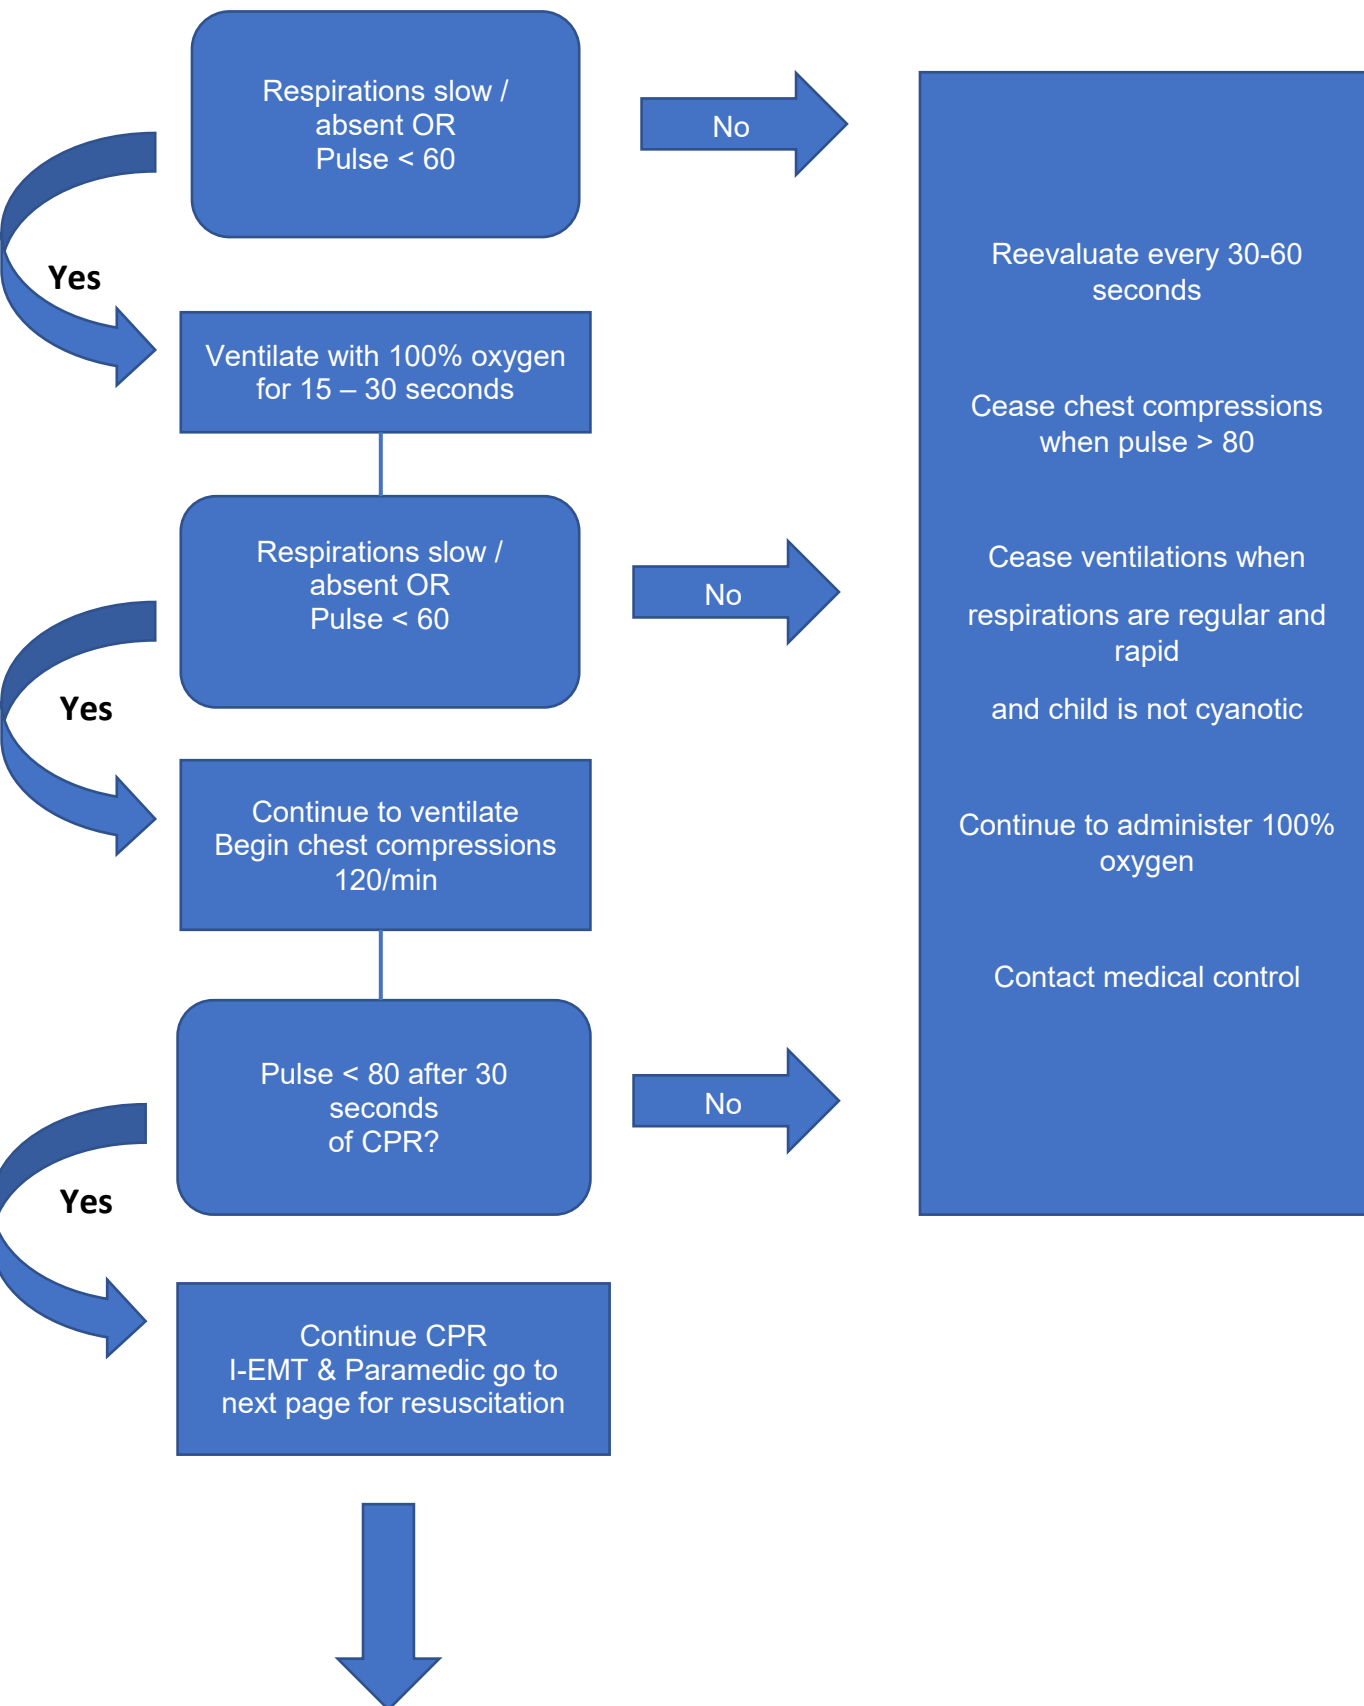 Respirations slow /
absent OR
Pulse < 60
No
Yes
Ventilate with 100% oxygen
for 15 – 30 seconds
Respirations slow /
absent OR
Pulse < 60
No
Yes
Continue to ventilate
Begin chest compressions
120/min
Pulse < 80 after 30
seconds
of CPR?
No
Yes
Continue CPR
I-EMT & Paramedic go to
next page for resuscitation
Reevaluate every 30-60
seconds
Cease chest compressions
when pulse > 80
Cease ventilations when
respirations are regular and
rapid
and child is not cyanotic
Continue to administer 100%
oxygen
Contact medical control